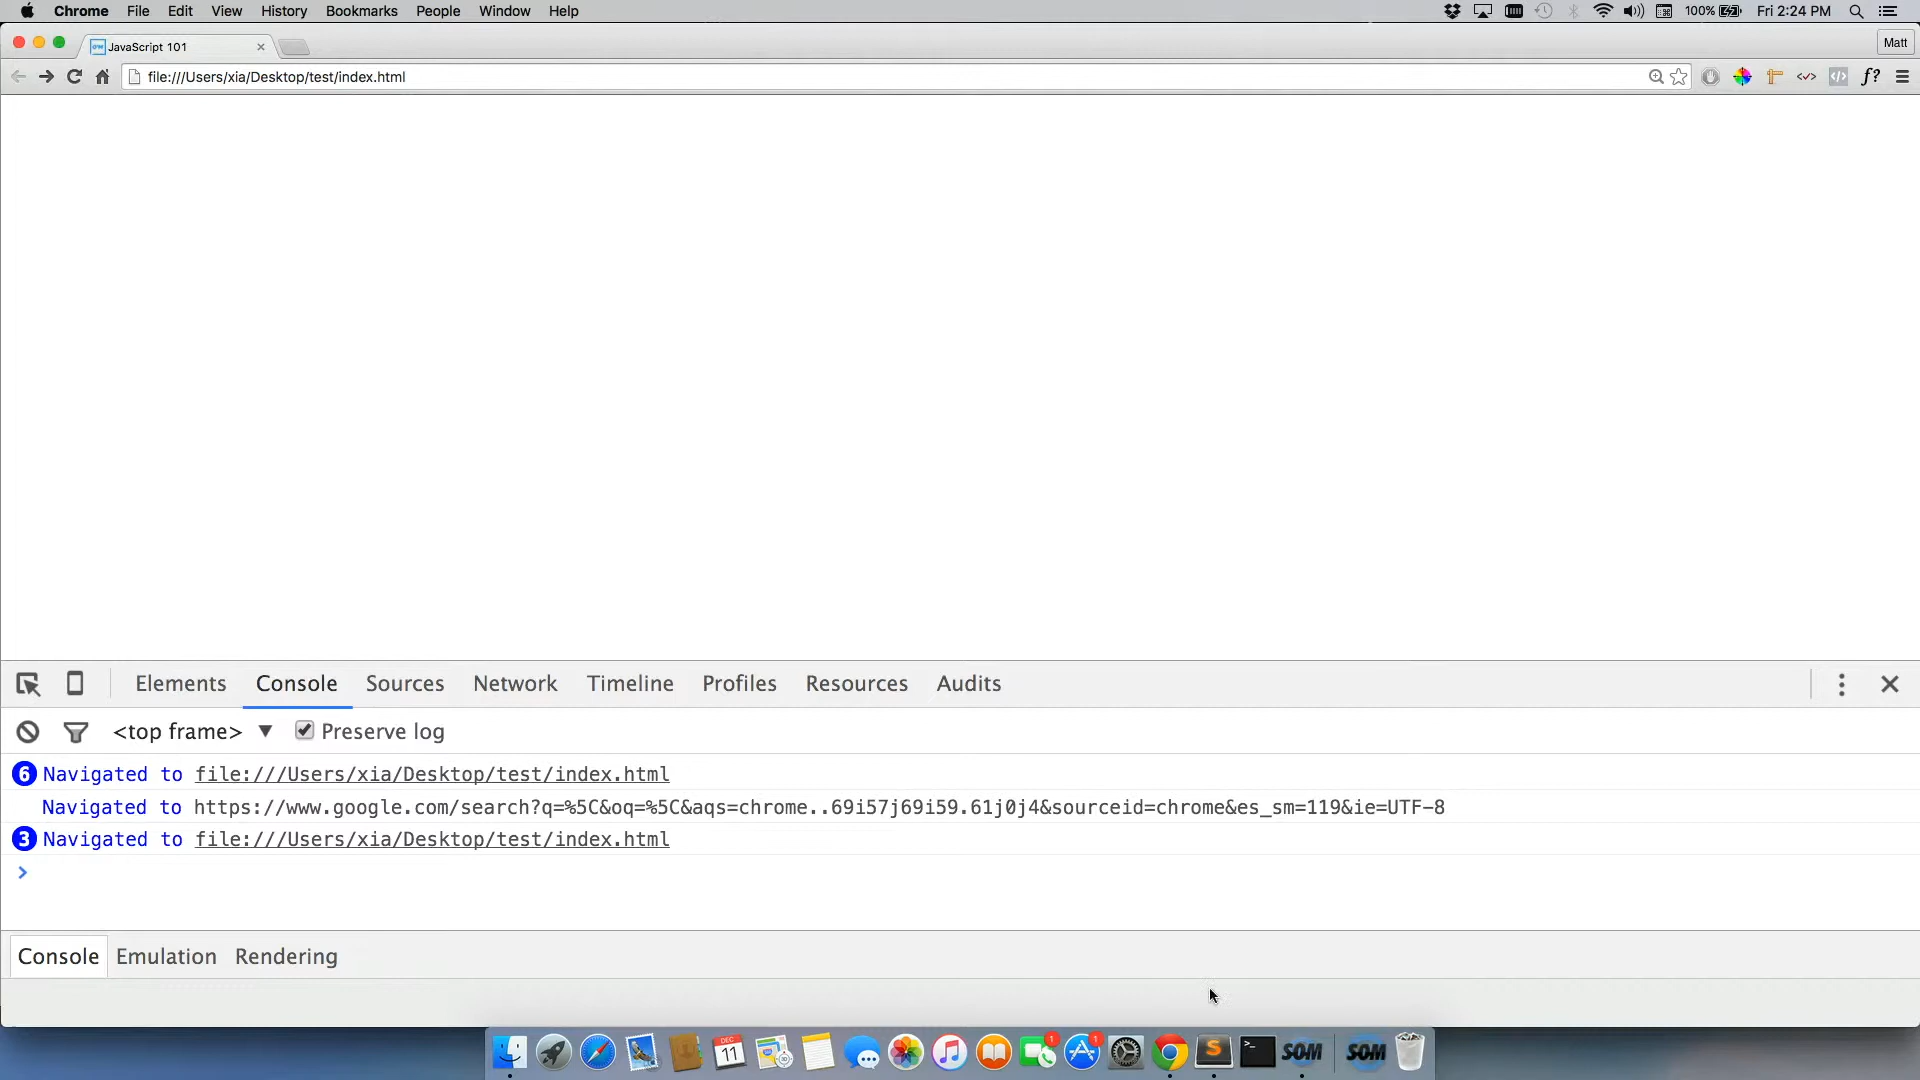 Chrome File Edit View History Bookmarks People Window Help 100% Fri 2:24 PM
JavaScript 101 Matt
file:///Users/xia/Desktop/test/index.html f?
Elements Console Sources Network Timeline Profiles Resources Audits
<top frame> Preserve log
6 Navigated to file:///Users/xia/Desktop/test/index.html
Navigated to https://www.google.com/search?q=%5C&oq=%5C&aqs=chrome..69i57j69i59.61j0j4&sourceid=chrome&es_sm=119&ie=UTF-8
3 Navigated to file:///Users/xia/Desktop/test/index.html
>
Console Emulation Rendering
DEC 11 1 1 S >_ SOM SOM